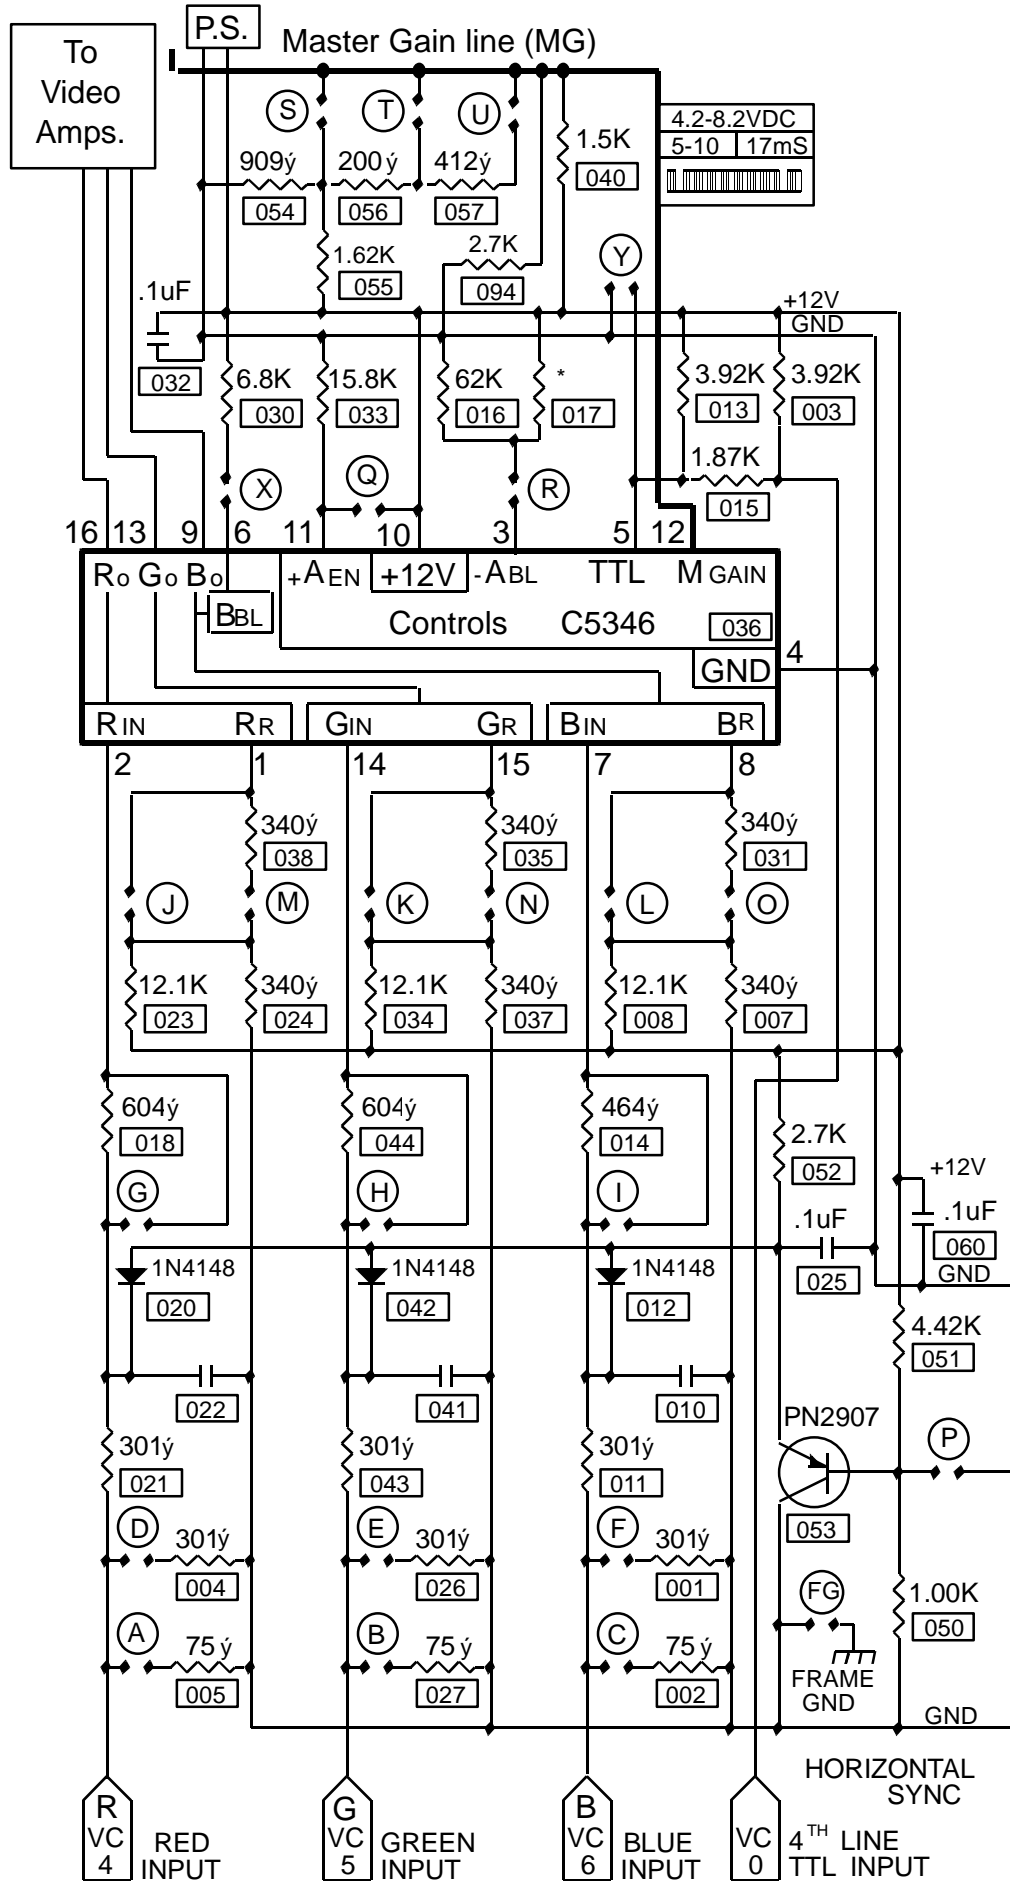 To
Video
Amps.
P.S.
Master Gain line (MG)
S
T
U
4.2-8.2VDC
5-10 17mS
909ý
054
200ý
056
412ý
057
1.5K
040
1.62K
055
2.7K
094
Y
.1uF
032
+12V
GND
6.8K
030
15.8K
033
62K
016
*
017
3.92K
013
3.92K
003
1.87K
015
X
Q
R
16 13 9 6 11 10 3 5 12
Ro Go Bo +AEN +12V -ABL TTL M GAIN
BBL
Controls C5346 036
GND 4
RIN RR GIN GR BIN BR
2 1 14 15 7 8
340ý
038
340ý
035
340ý
031
J M K N L O
12.1K
023
340ý
024
12.1K
034
340ý
037
12.1K
008
340ý
007
604ý
018
604ý
044
464ý
014
2.7K
052
G H I
+12V
.1uF
060
GND
.1uF
025
1N4148
020
1N4148
042
1N4148
012
4.42K
051
022
041
010
PN2907
053
P
301ý
021
301ý
043
301ý
011
D
301ý
004
E
301ý
026
F
301ý
001
FG
FRAME
GND
1.00K
050
A
75ý
005
B
75ý
027
C
75ý
002
GND
HORIZONTAL
SYNC
R
VC
4
RED
INPUT
G
VC
5
GREEN
INPUT
B
VC
6
BLUE
INPUT
VC
0
4TH LINE
TTL INPUT